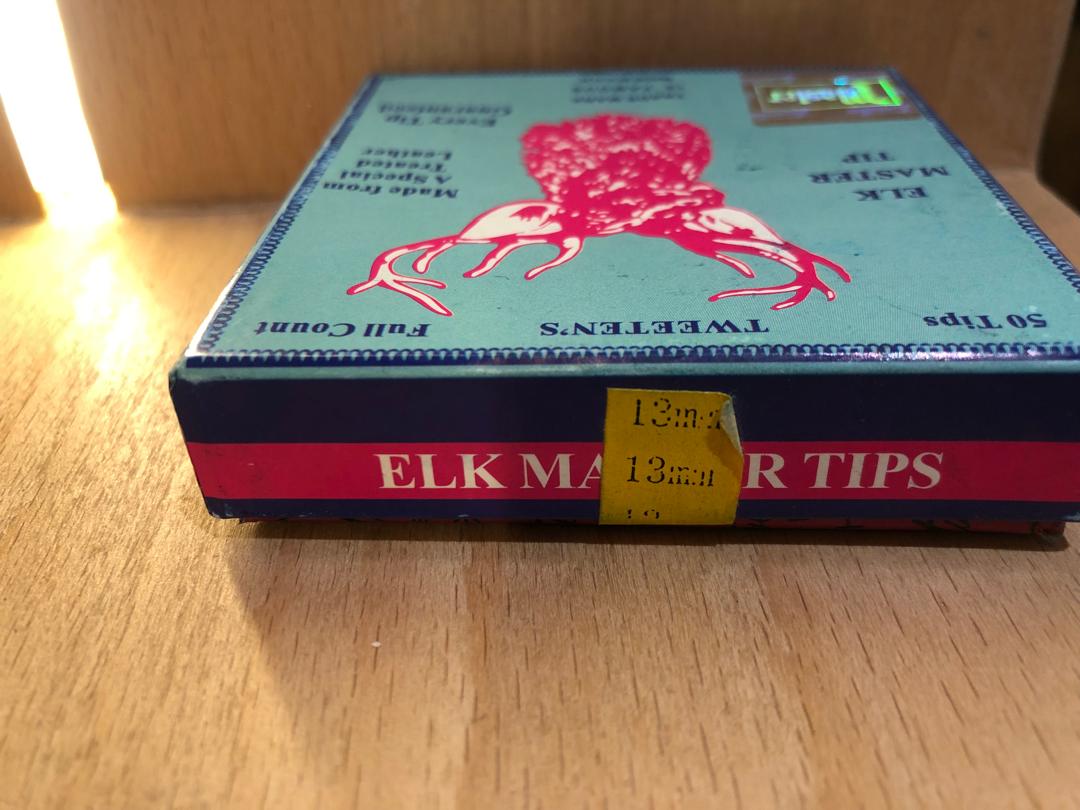 50 Tips
TWEETEN'S
Full Count
ELK
MASTER
TIP
Made from
A Special
Treated
Leather
Every Tip
Guaranteed
Master
ELK MA R TIPS
13mm
13mm